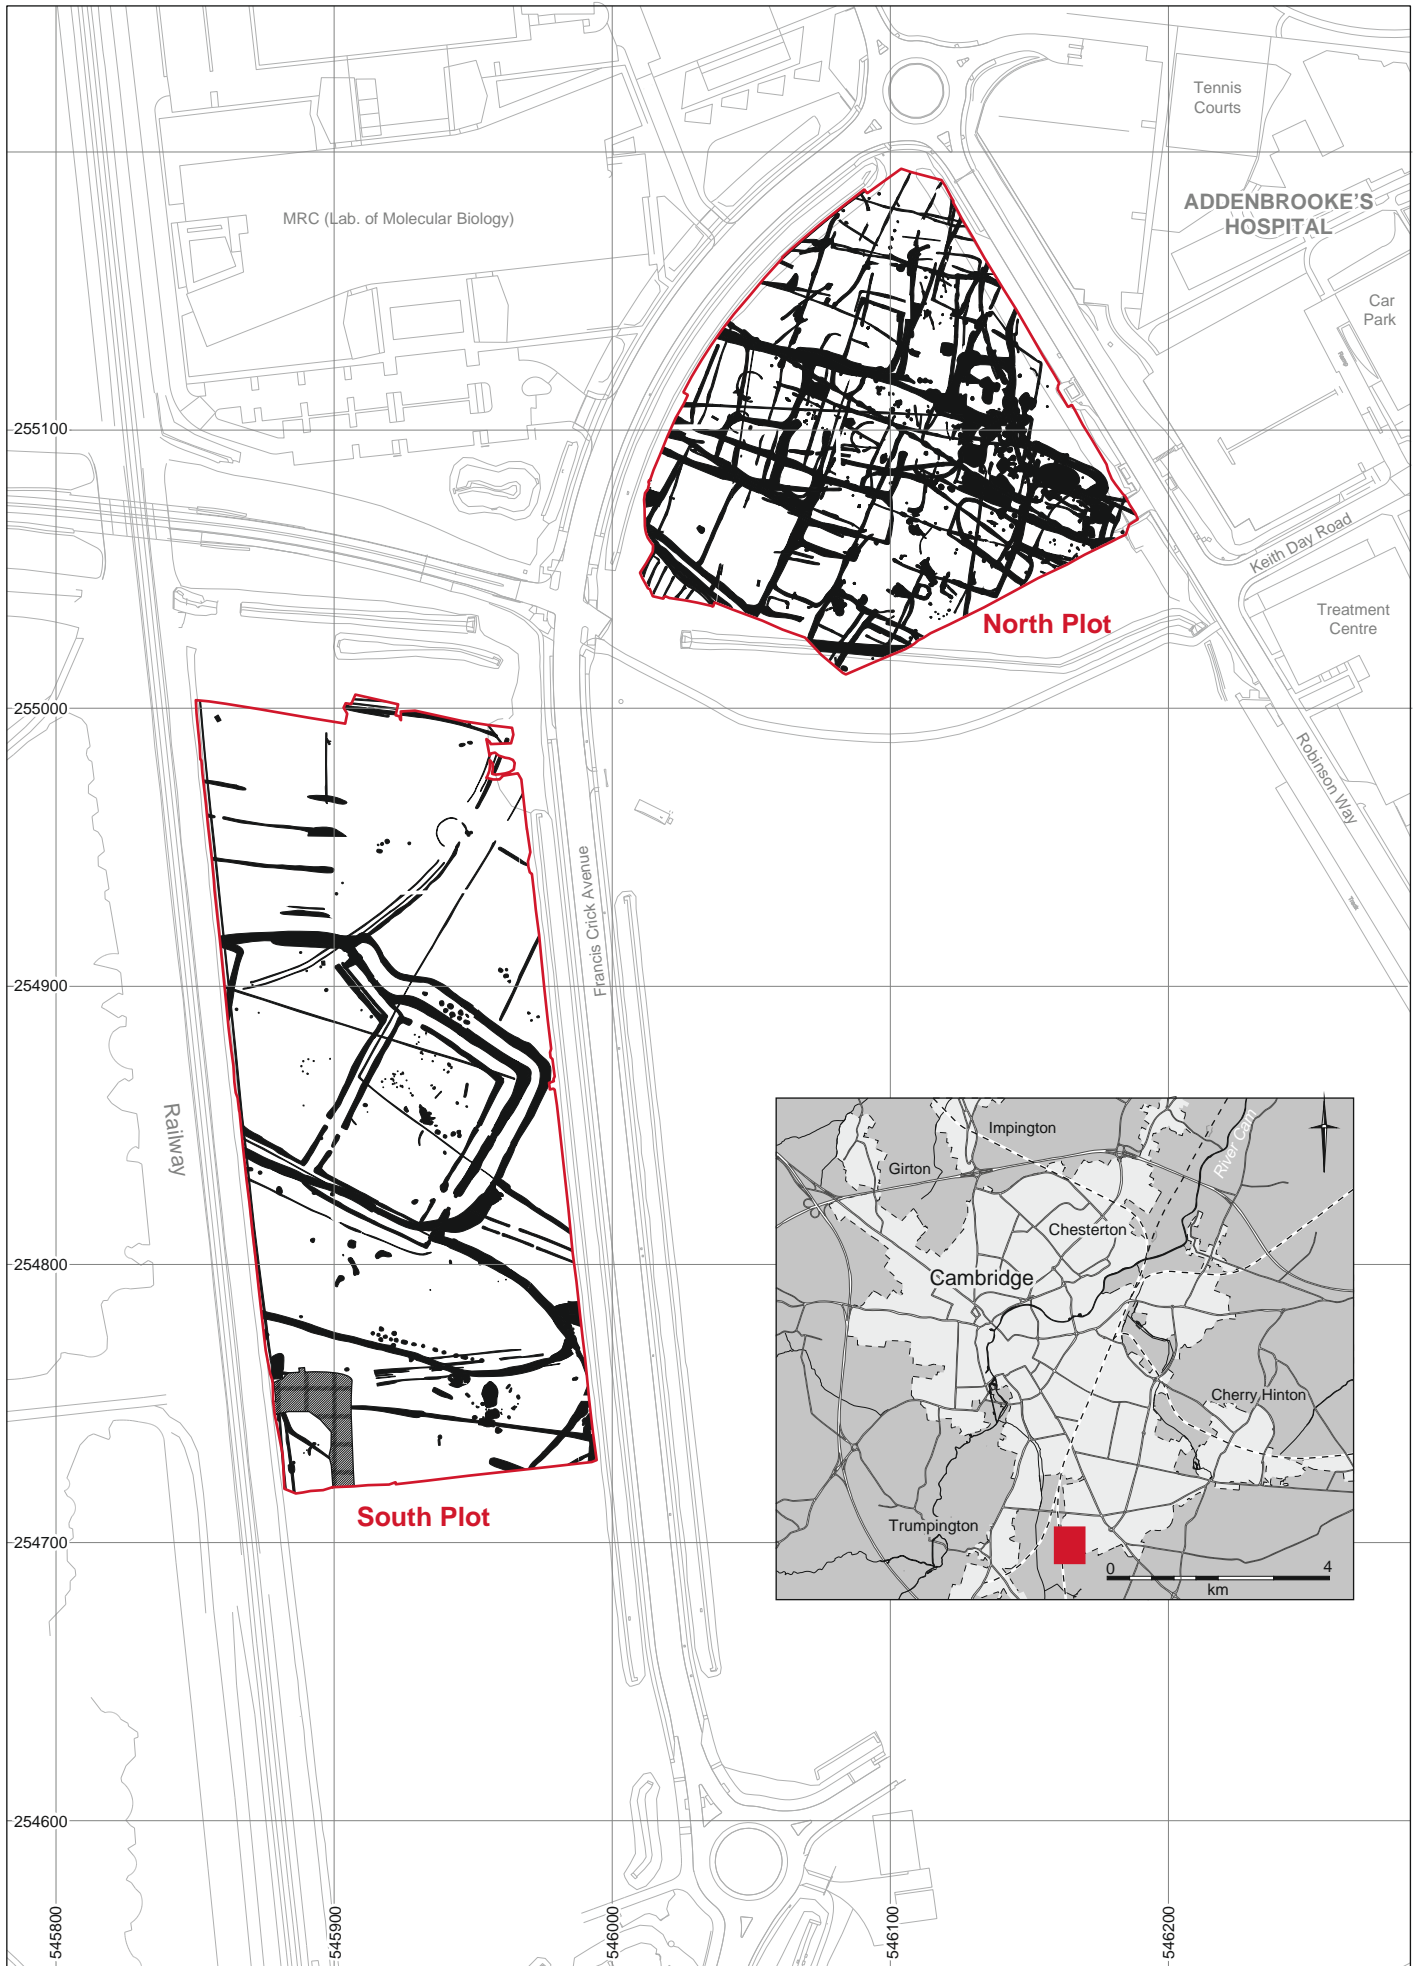 Tennis
Courts
ADDENBROOKE'S
HOSPITAL
MRC (Lab. of Molecular Biology)
Car
Park
255100
Keith Day Road
North Plot
Treatment
Centre
255000
Robinson Way
Francis Crick Avenue
254900
Railway
Impington
River Cam
Girton
Chesterton
254800
Cambridge
Cherry Hinton
South Plot
Trumpington
254700
0
4
km
254600
545800
545900
546000
546100
546200